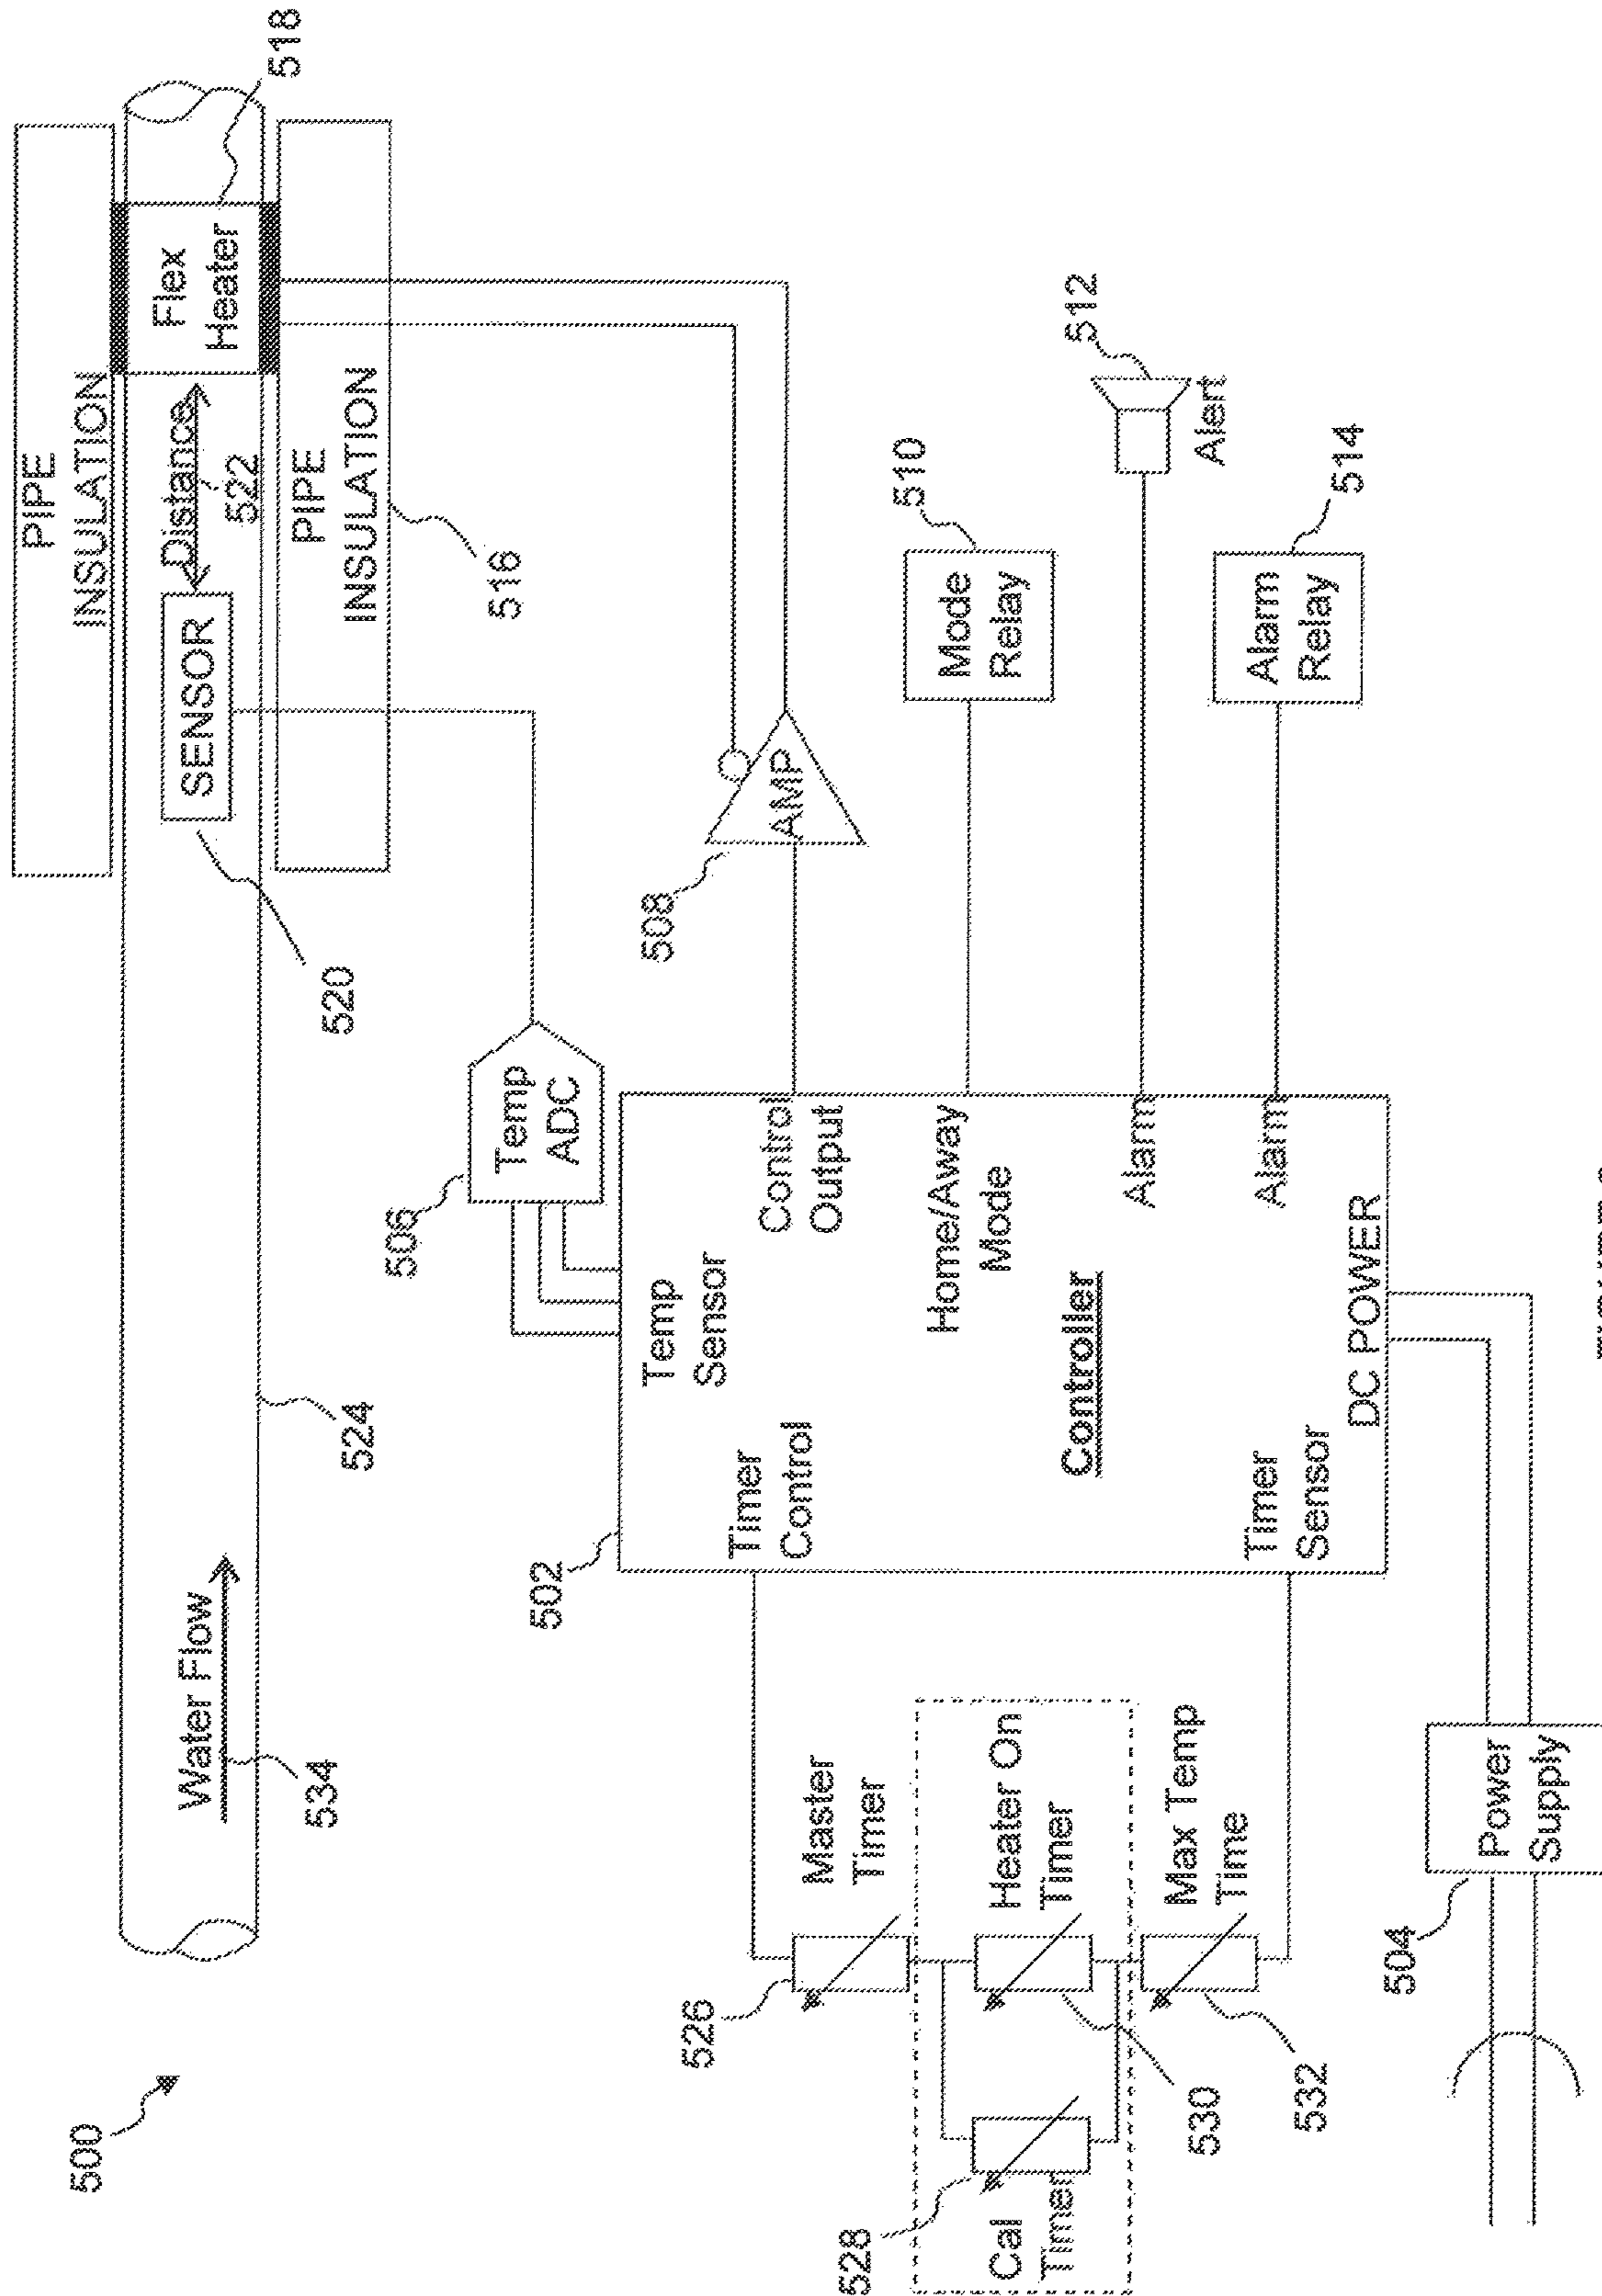 500
Water Flow
534
524
PIPE
INSULATION
SENSOR
520
Distance
522
Flex
Heater
518
PIPE
INSULATION
516
506
Temp
ADC
508
AMP
502
Temp
Sensor
Timer
Control
Control
Output
Home/Away
Mode
Controller
Alarm
Alarm
Timer
Sensor
DC POWER
Mode
Relay
510
512
Alert
Alarm
Relay
514
526
Master
Timer
528
Cal
Timer
Heater On
Timer
530
Max Temp
Time
532
504
Power
Supply